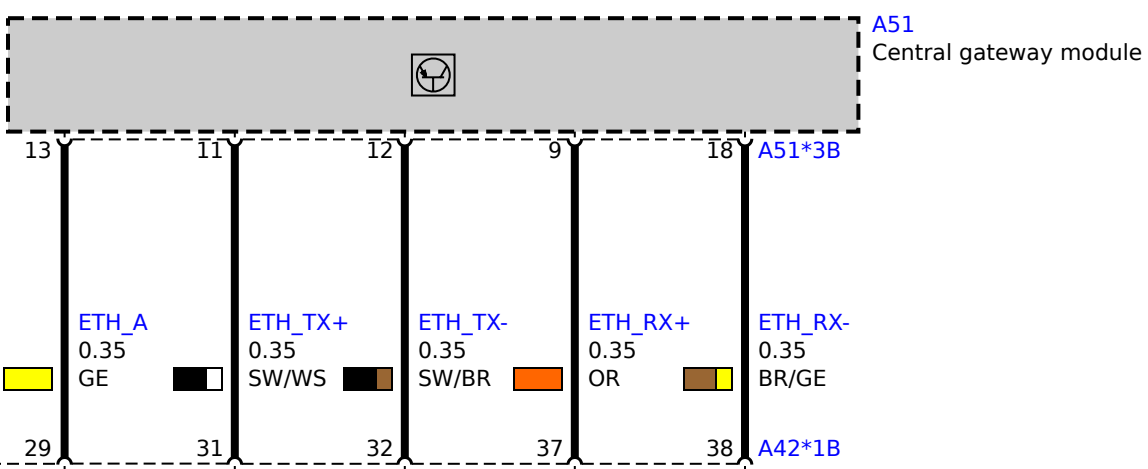 A51
Central gateway module
13 11 12 9 18 A51*3B
ETH_A ETH_TX+ ETH_TX- ETH_RX+ ETH_RX-
0.35 0.35 0.35 0.35 0.35
GE SW/WS SW/BR OR BR/GE
29 31 32 37 38 A42*1B